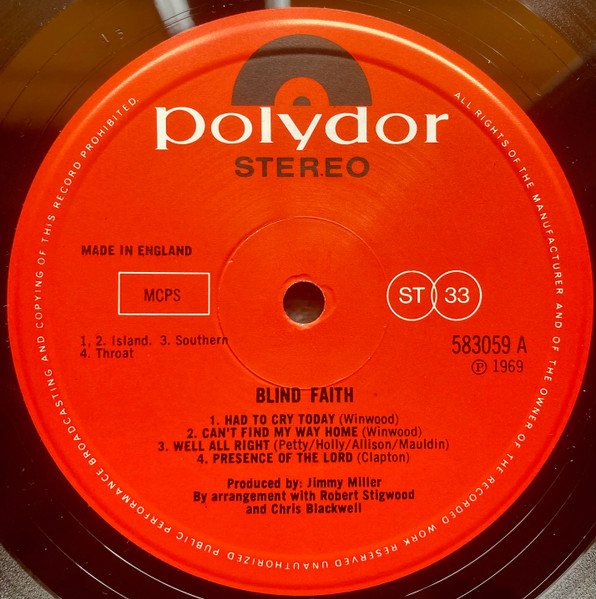 polydor
STEREO
MADE IN ENGLAND
MCPS
ST 33
1. 2. Island. 3. Southern
4. Throat
583059 A
Ⓟ 1969
BLIND FAITH
1. HAD TO CRY TODAY (Winwood)
2. CAN'T FIND MY WAY HOME (Winwood)
3. WELL ALL RIGHT (Petty/Holly/Allison/Mauldin)
4. PRESENCE OF THE LORD (Clapton)
Produced by: Jimmy Miller
By arrangement with Robert Stigwood
and Chris Blackwell
ALL RIGHTS OF THE MANUFACTURER AND OF THE OWNER OF THE RECORDED WORK RESERVED UNAUTHORIZED PUBLIC PERFORMANCE BROADCASTING AND COPYING OF THIS RECORD PROHIBITED.